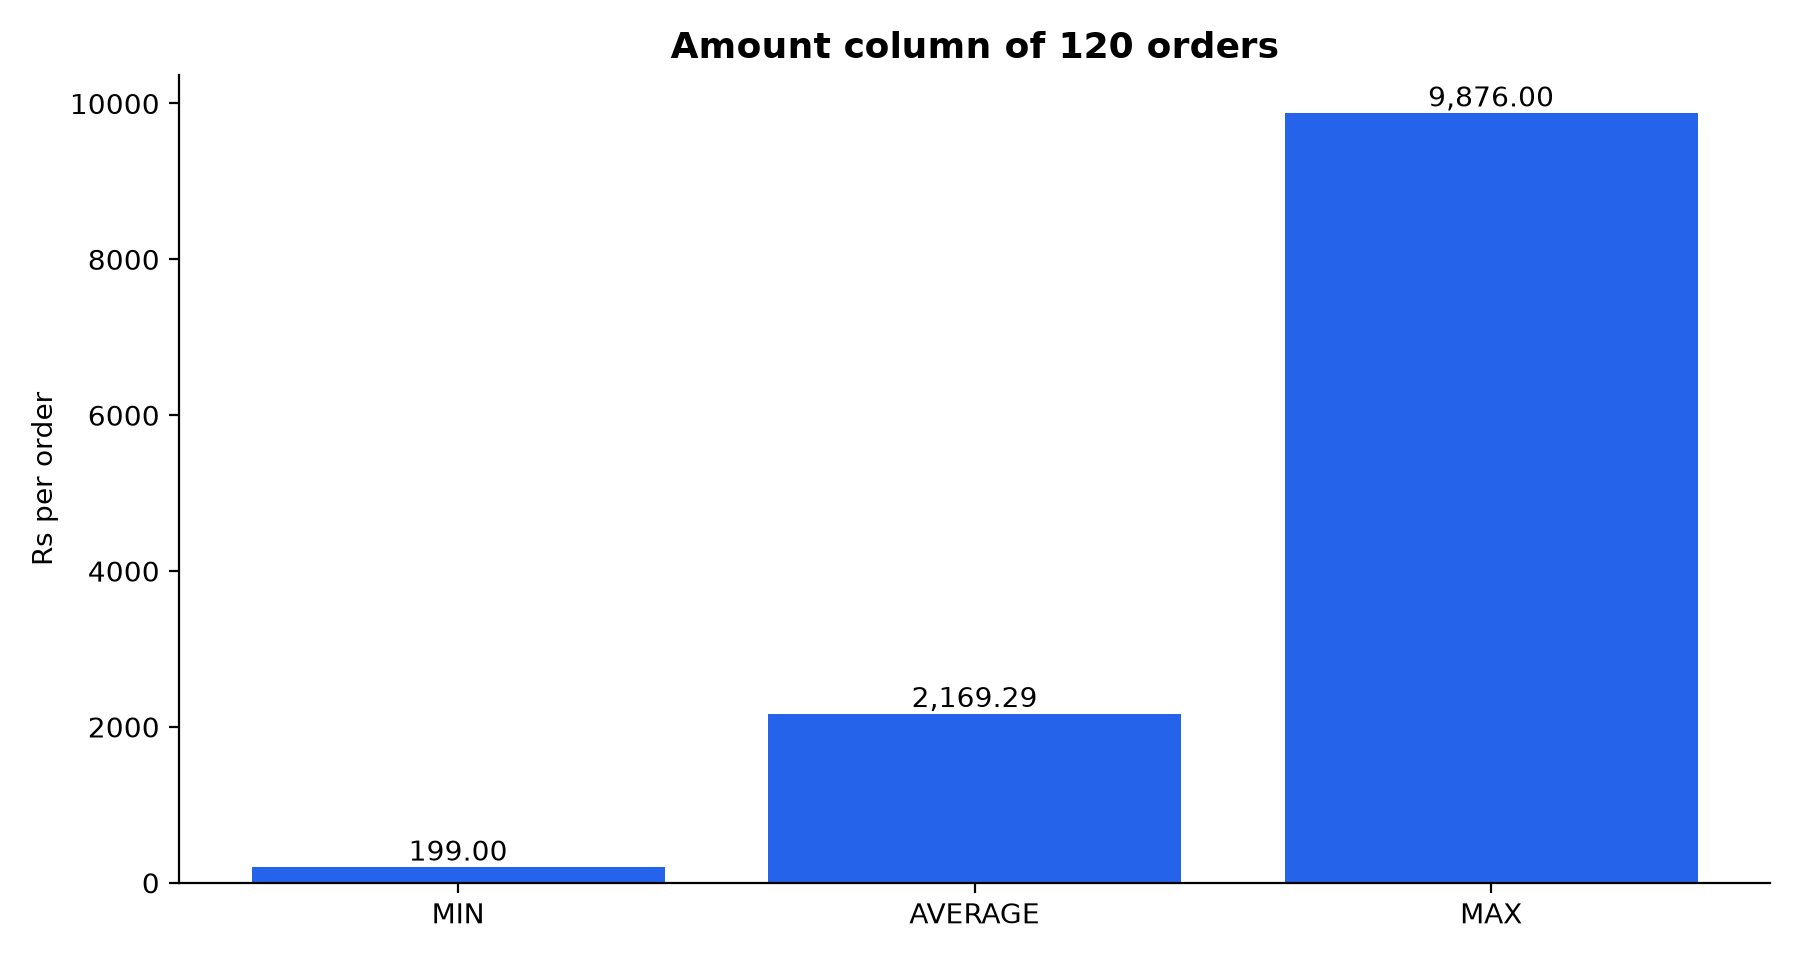 Amount column of 120 orders
Rs per order
10000
8000
6000
4000
2000
0
199.00
2,169.29
9,876.00
MIN
AVERAGE
MAX